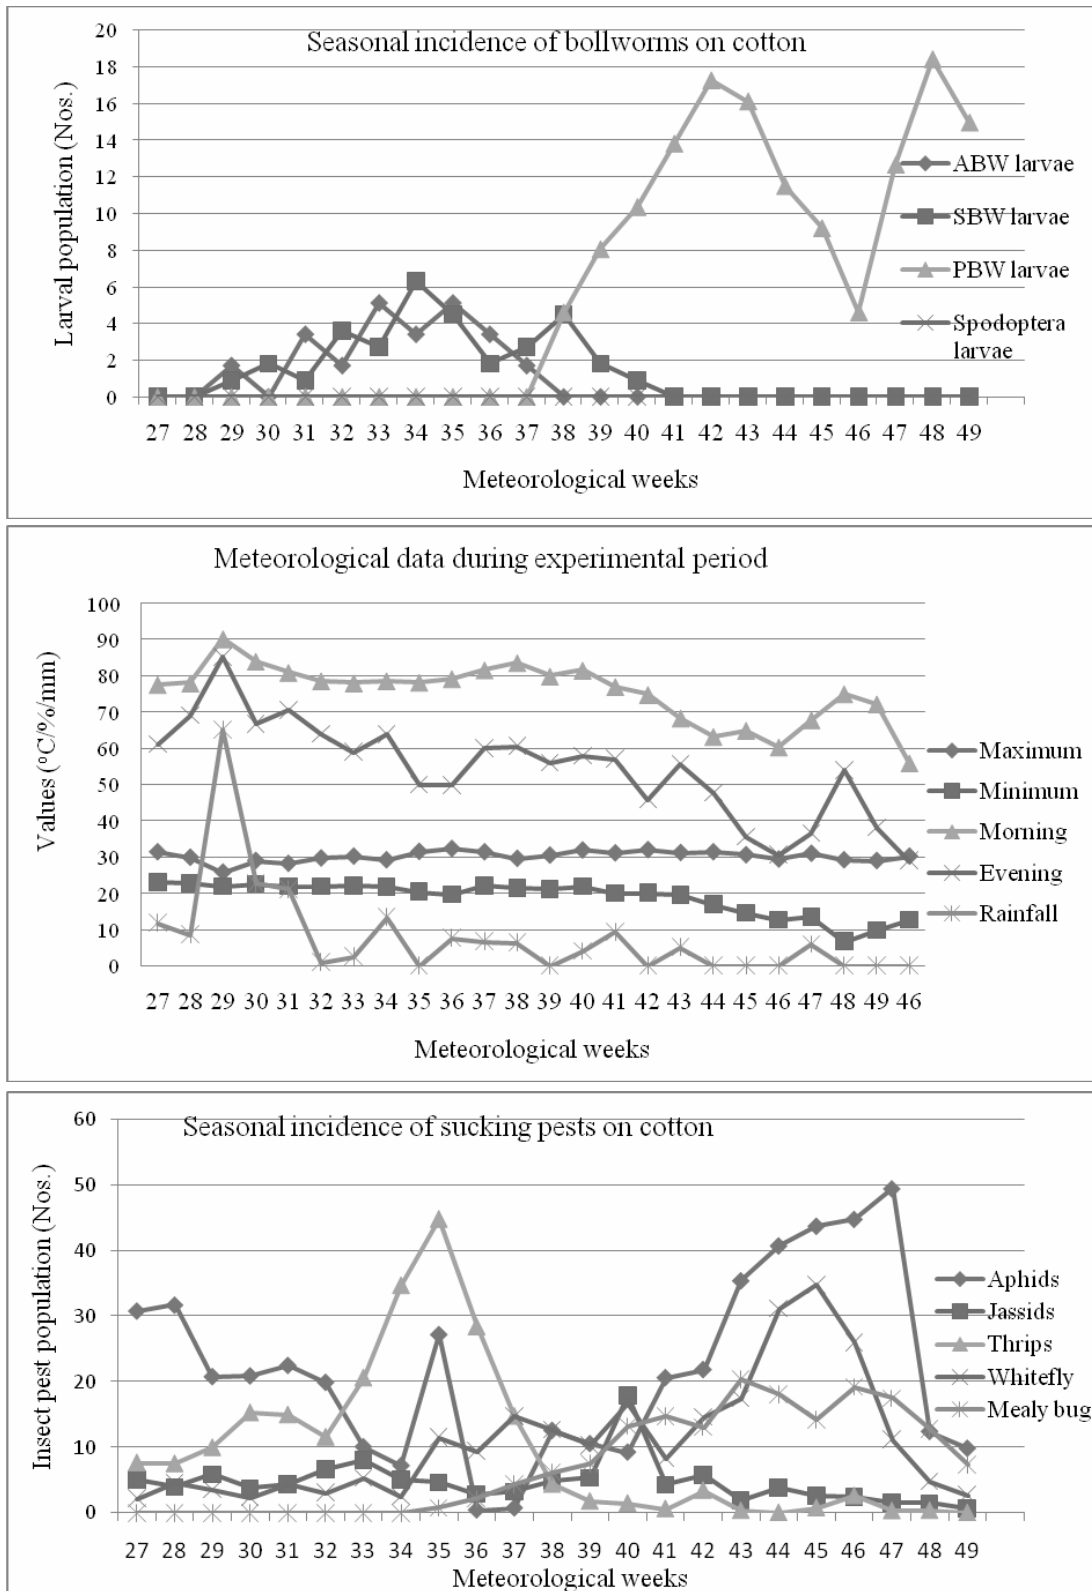 Seasonal incidence of bollworms on cotton
Larval population (Nos.)
20
18
16
14
12
10
8
6
4
2
0
ABW larvae
SBW larvae
PBW larvae
Spodoptera
larvae
27 28 29 30 31 32 33 34 35 36 37 38 39 40 41 42 43 44 45 46 47 48 49
Meteorological weeks
Meteorological data during experimental period
Values (°C/%/mm)
100
90
80
70
60
50
40
30
20
10
0
Maximum
Minimum
Morning
Evening
Rainfall
27 28 29 30 31 32 33 34 35 36 37 38 39 40 41 42 43 44 45 46 47 48 49 46
Meteorological weeks
Seasonal incidence of sucking pests on cotton
Insect pest population (Nos.)
60
50
40
30
20
10
0
Aphids
Jassids
Thrips
Whitefly
Mealy bug
27 28 29 30 31 32 33 34 35 36 37 38 39 40 41 42 43 44 45 46 47 48 49
Meteorological weeks